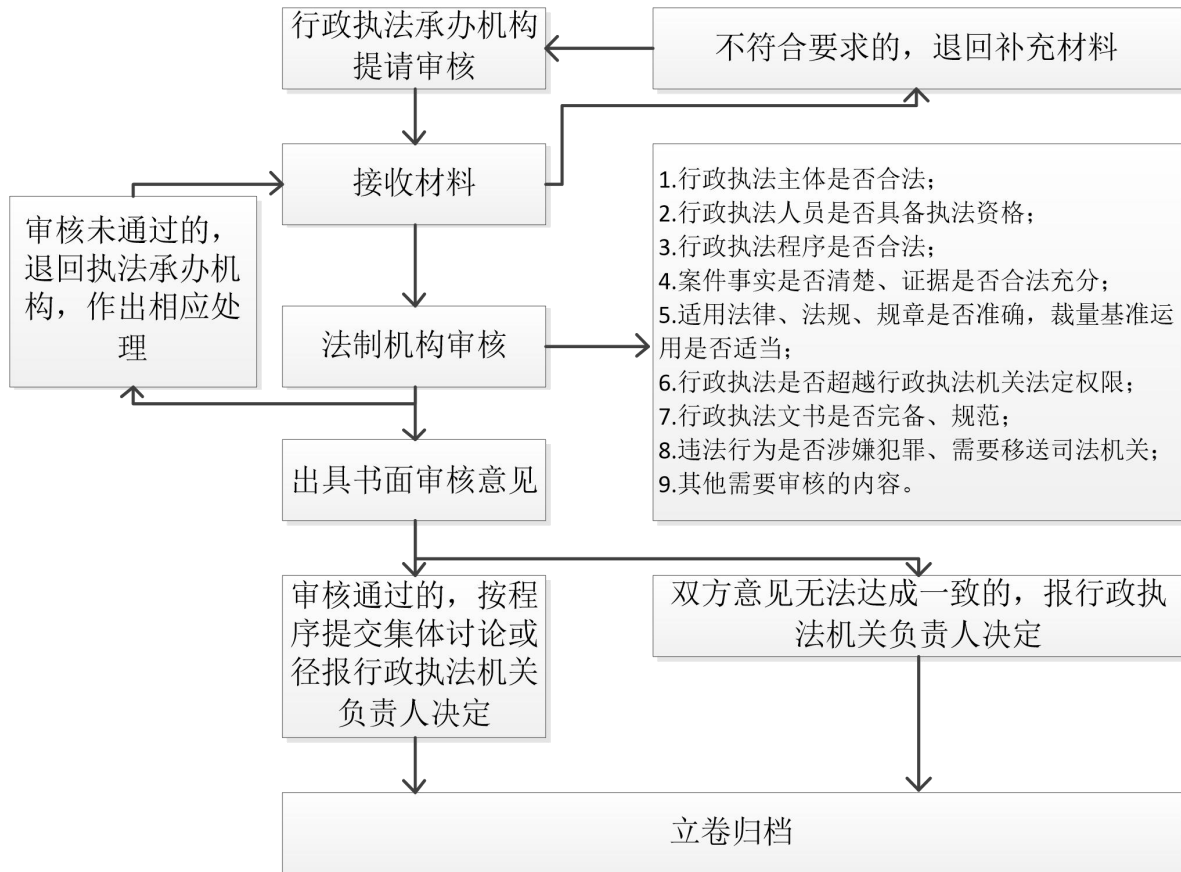 行政执法承办机构
提请审核
不符合要求的，退回补充材料
接收材料
审核未通过的，
退回执法承办机
构，作出相应处
理
法制机构审核
1.行政执法主体是否合法；
2.行政执法人员是否具备执法资格；
3.行政执法程序是否合法；
4.案件事实是否清楚、证据是否合法充分；
5.适用法律、法规、规章是否准确，裁量基准运
用是否适当；
6.行政执法是否超越行政执法机关法定权限；
7.行政执法文书是否完备、规范；
8.违法行为是否涉嫌犯罪、需要移送司法机关；
9.其他需要审核的内容。
出具书面审核意见
审核通过的，按程
序提交集体讨论或
径报行政执法机关
负责人决定
双方意见无法达成一致的，报行政执
法机关负责人决定
立卷归档